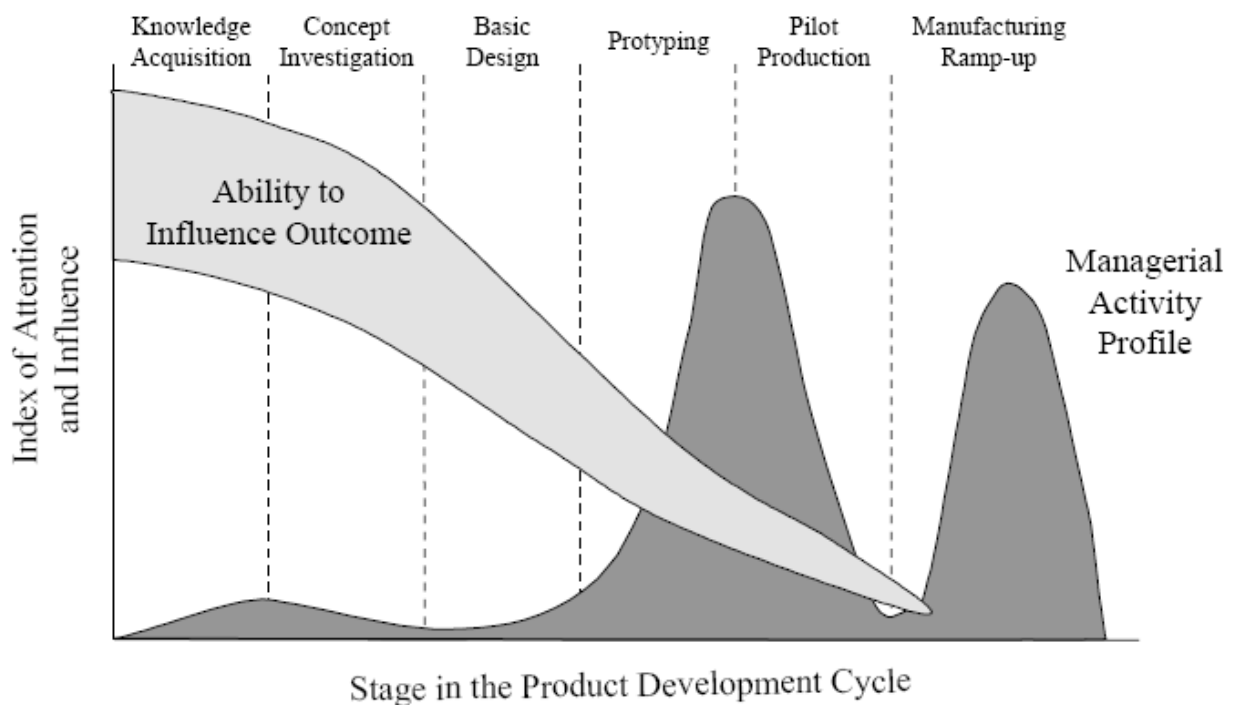 Knowledge
Acquisition
Concept
Investigation
Basic
Design
Protyping
Pilot
Production
Manufacturing
Ramp-up
Ability to
Influence Outcome
Managerial
Activity
Profile
Index of Attention
and Influence
Stage in the Product Development Cycle